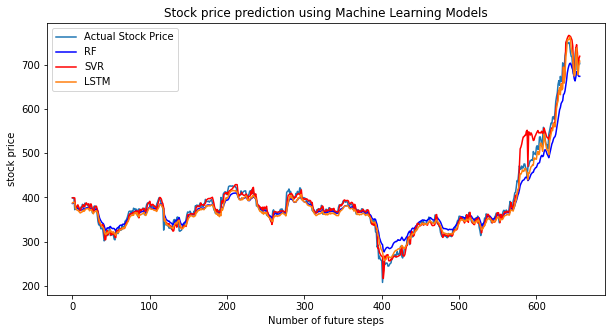 Stock price prediction using Machine Learning Models
Actual Stock Price
RF
SVR
LSTM
700
600
500
400
300
200
stock price
0 100 200 300 400 500 600
Number of future steps